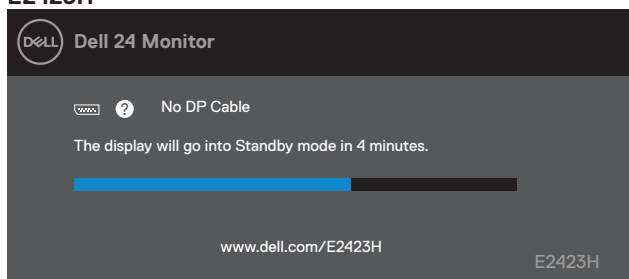 E2423H
DELL Dell 24 Monitor
? No DP Cable
The display will go into Standby mode in 4 minutes.
www.dell.com/E2423H
E2423H